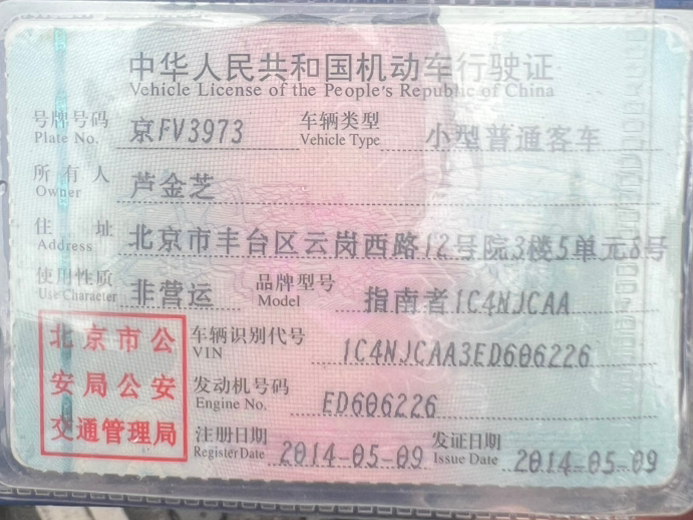 中华人民共和国机动车行驶证
Vehicle License of the People's Republic of China
号牌号码 京FV3973 车辆类型 小型普通客车
Plate No. Vehicle Type
所有人 芦金芝
Owner
住址 北京市丰台区云岗西路12号院3楼5单元8号
Address
使用性质 非营运 品牌型号 指南者1C4NJCAA
Use Character Model
北京市公安局公安交通管理局
车辆识别代号 1C4NJCAA3ED606226
VIN
发动机号码 ED606226
Engine No.
注册日期 2014-05-09 发证日期 2014-05-09
Register Date Issue Date